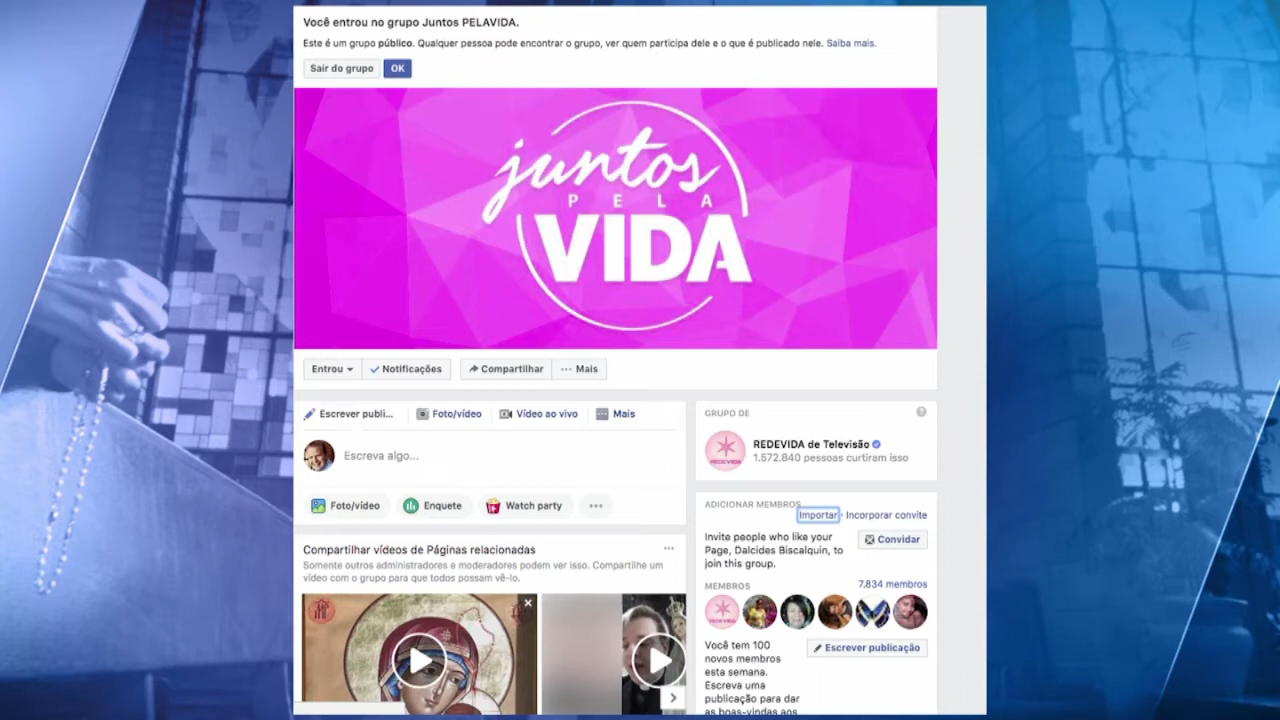 Você entrou no grupo Juntos PELAVIDA.
Este é um grupo público. Qualquer pessoa pode encontrar o grupo, ver quem participa dele e o que é publicado nele. Saiba mais.
Sair do grupo OK
juntos
PELA
VIDA
Entrou Notificações Compartilhar Mais
Escrever publi... Foto/vídeo Vídeo ao vivo Mais
Escreva algo...
Foto/vídeo Enquete Watch party
Compartilhar vídeos de Páginas relacionadas
Somente outros administradores e moderadores podem ver isso. Compartilhe um
vídeo com o grupo para que todos possam vê-lo.
GRUPO DE
REDEVIDA de Televisão
1.572.840 pessoas curtiram isso
REDEVIDA
ADICIONAR MEMBROS
Importar · Incorporar convite
Invite people who like your
Page, Dalcides Biscalquin, to
join this group.
Convidar
MEMBROS
7.834 membros
Você tem 100
novos membros
esta semana.
Escreva uma
publicação para dar
as boas-vindas aos
Escrever publicação